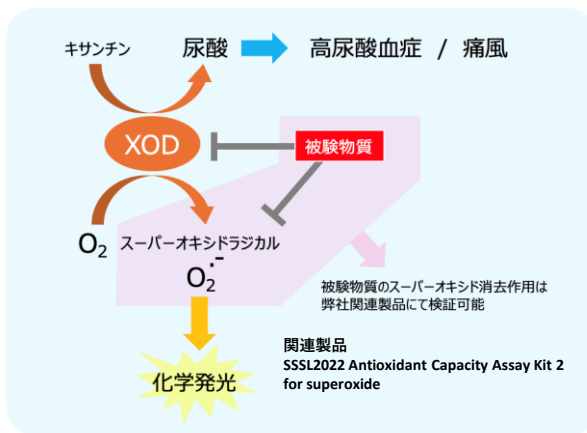 キサンチン 尿酸 高尿酸血症 / 痛風
XOD 被験物質
O2 スーパーオキシドラジカル
O2・-
被験物質のスーパーオキシド消去作用は
弊社関連製品にて検証可能
関連製品
SSSL2022 Antioxidant Capacity Assay Kit 2
for superoxide
化学発光